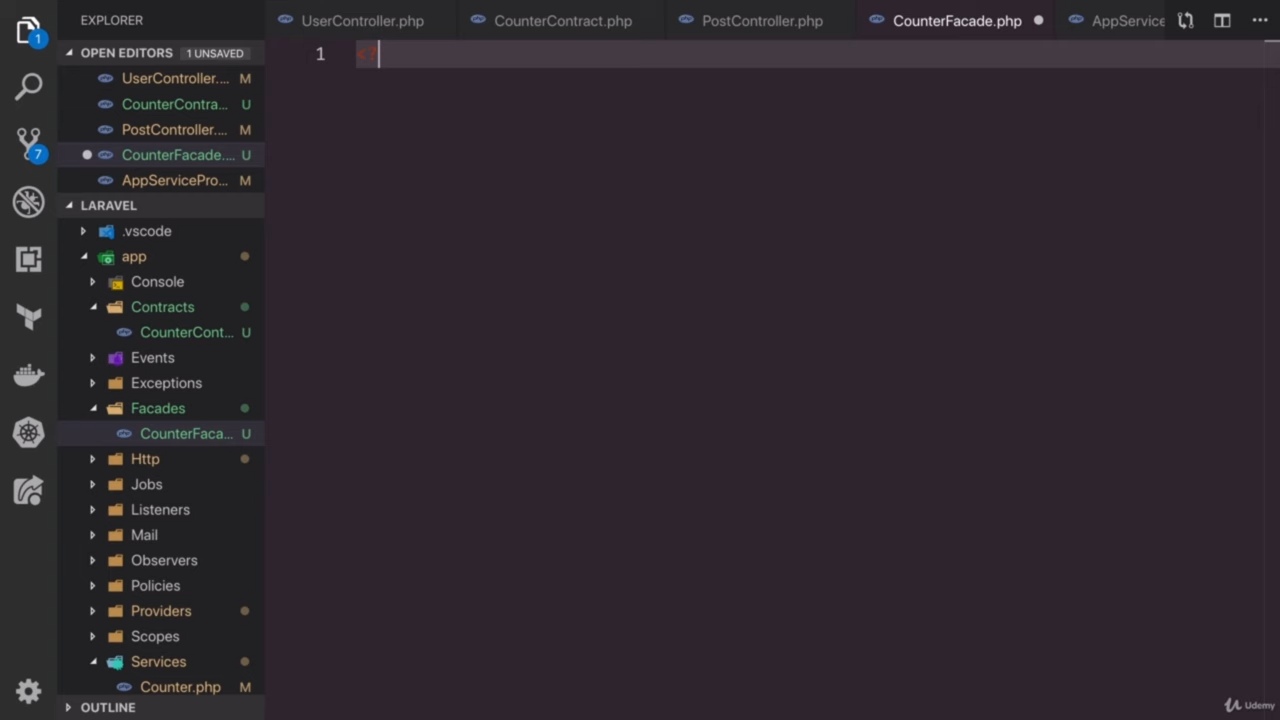 EXPLORER
UserController.php
CounterContract.php
PostController.php
CounterFacade.php
AppService
1
OPEN EDITORS 1 UNSAVED
UserController.... M
CounterContra... U
PostController.... M
CounterFacade.... U
AppServicePro... M
LARAVEL
.vscode
app
Console
Contracts
CounterCont... U
Events
Exceptions
Facades
CounterFaca... U
Http
Jobs
Listeners
Mail
Observers
Policies
Providers
Scopes
Services
Counter.php M
OUTLINE
7
1 <?
Udemy